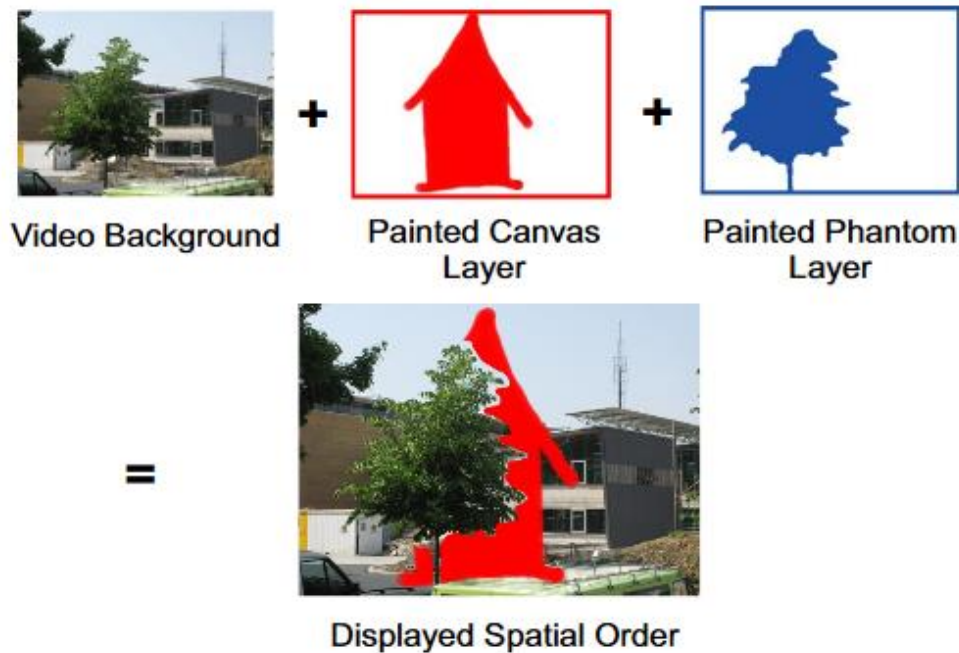 +
+
Video Background
Painted Canvas
Layer
Painted Phantom
Layer
=
Displayed Spatial Order